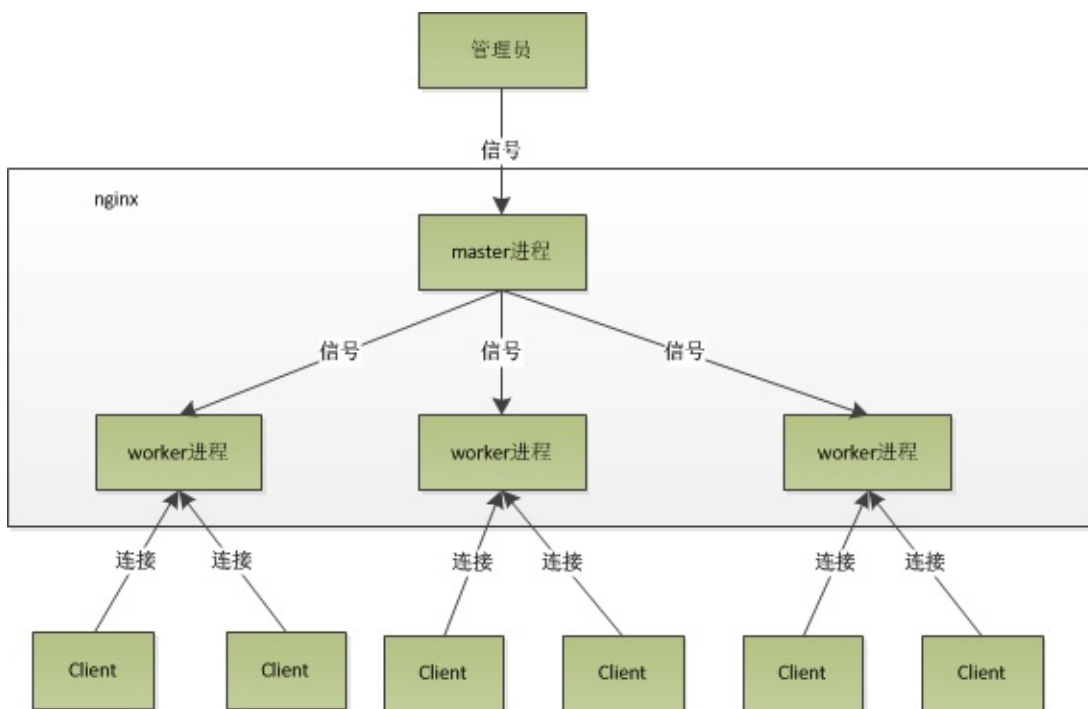 管理员
信号
nginx
master进程
信号
信号
信号
worker进程
worker进程
worker进程
连接
连接
连接
连接
连接
连接
Client
Client
Client
Client
Client
Client